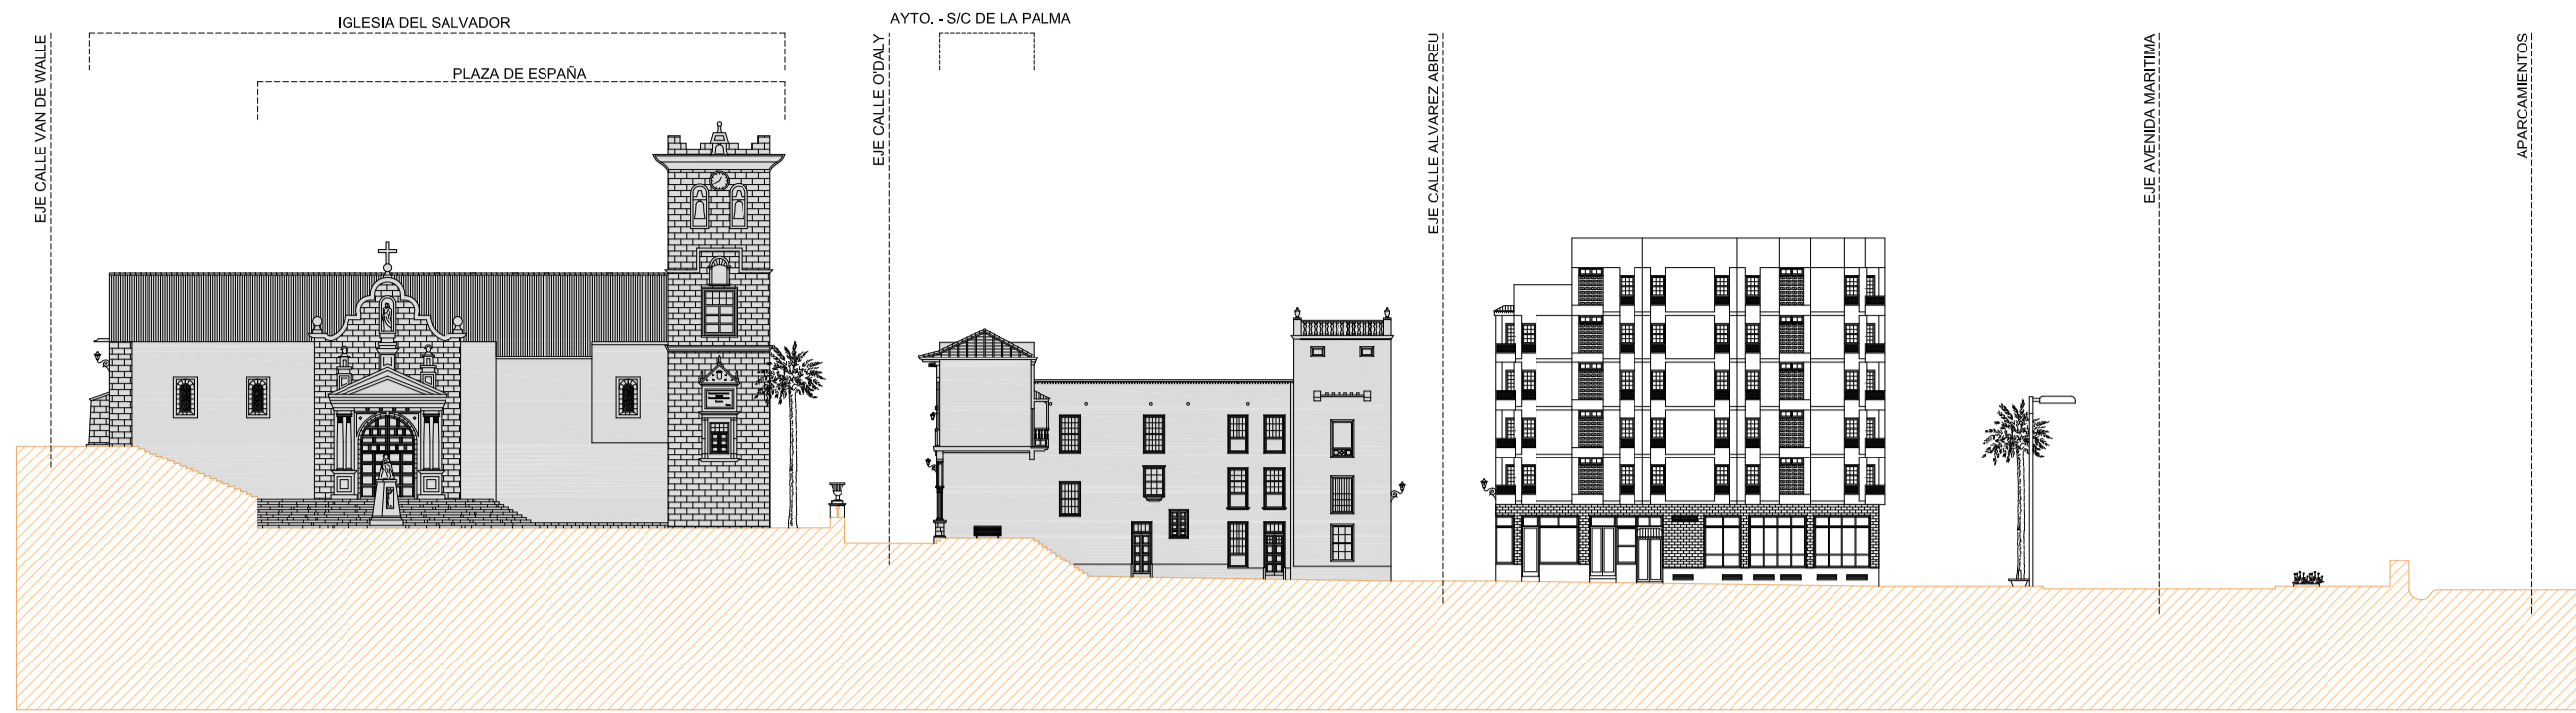 IGLESIA DEL SALVADOR
PLAZA DE ESPAÑA
AYTO. - S/C DE LA PALMA
EJE CALLE VAN DE WALLE
EJE CALLE O'DALY
EJE CALLE ALVAREZ ABREU
EJE AVENIDA MARITIMA
APARCAMIENTOS